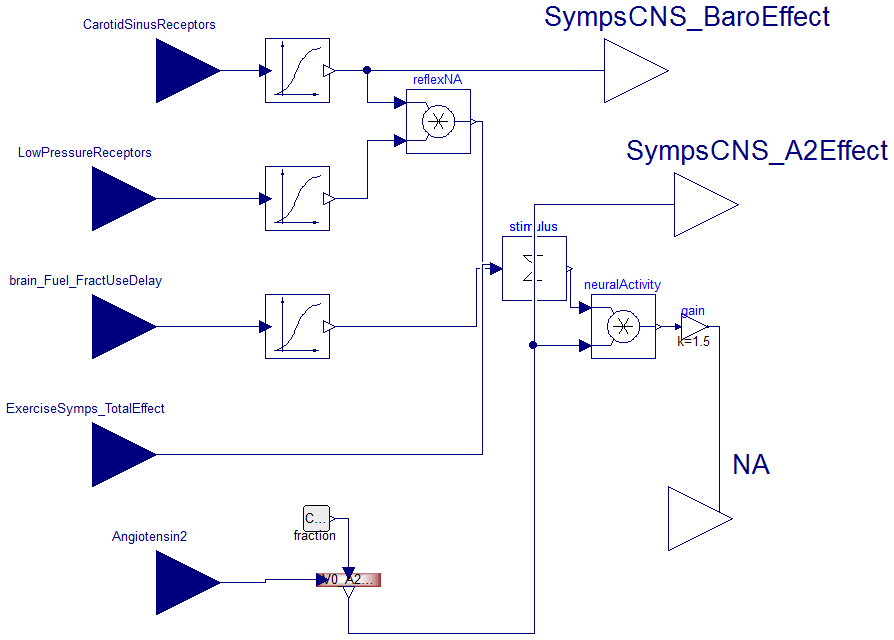 SympsCNS_BaroEffect
CarotidSinusReceptors
reflexNA
LowPressureReceptors
SympsCNS_A2Effect
stimulus
Σ
brain_Fuel_FractUseDelay
neuralActivity
gain
k=1.5
ExerciseSymps_TotalEffect
NA
C...
fraction
Angiotensin2
V0_A2...